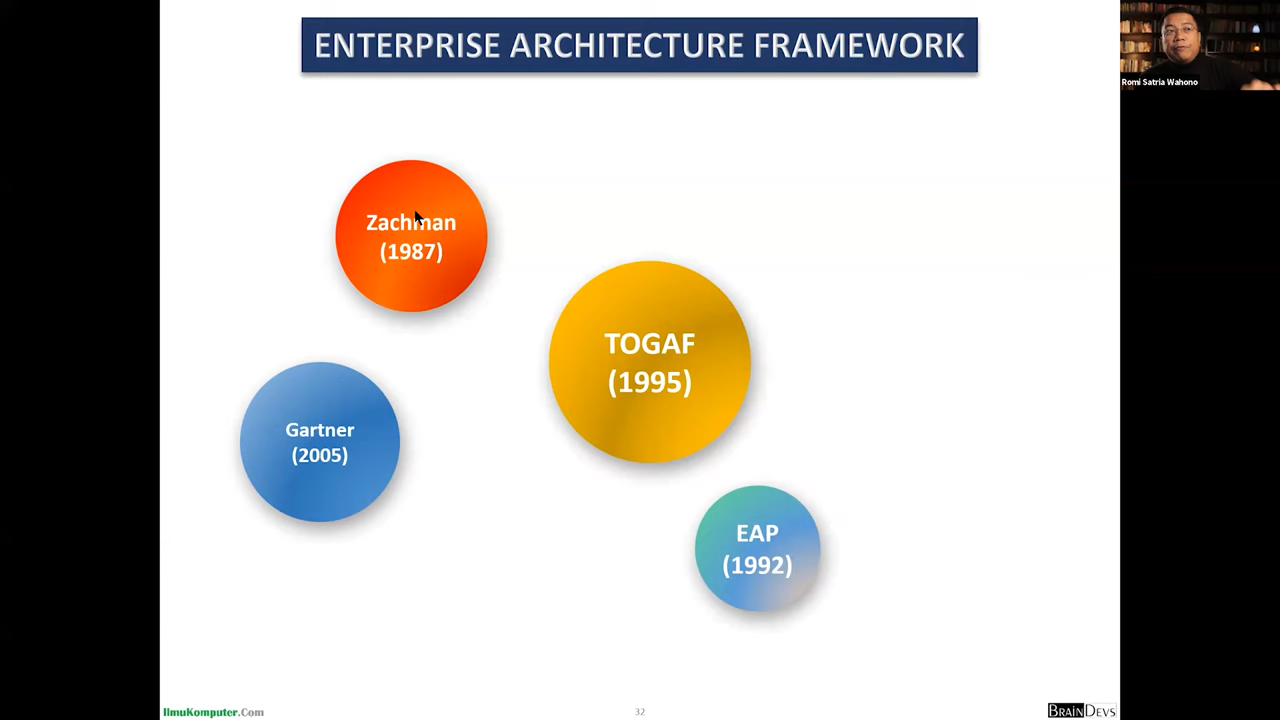 ENTERPRISE ARCHITECTURE FRAMEWORK
Romi Satria Wahono
Zachman
(1987)
TOGAF
(1995)
Gartner
(2005)
EAP
(1992)
IlmuKomputer.Com
32
BRAINDEVS